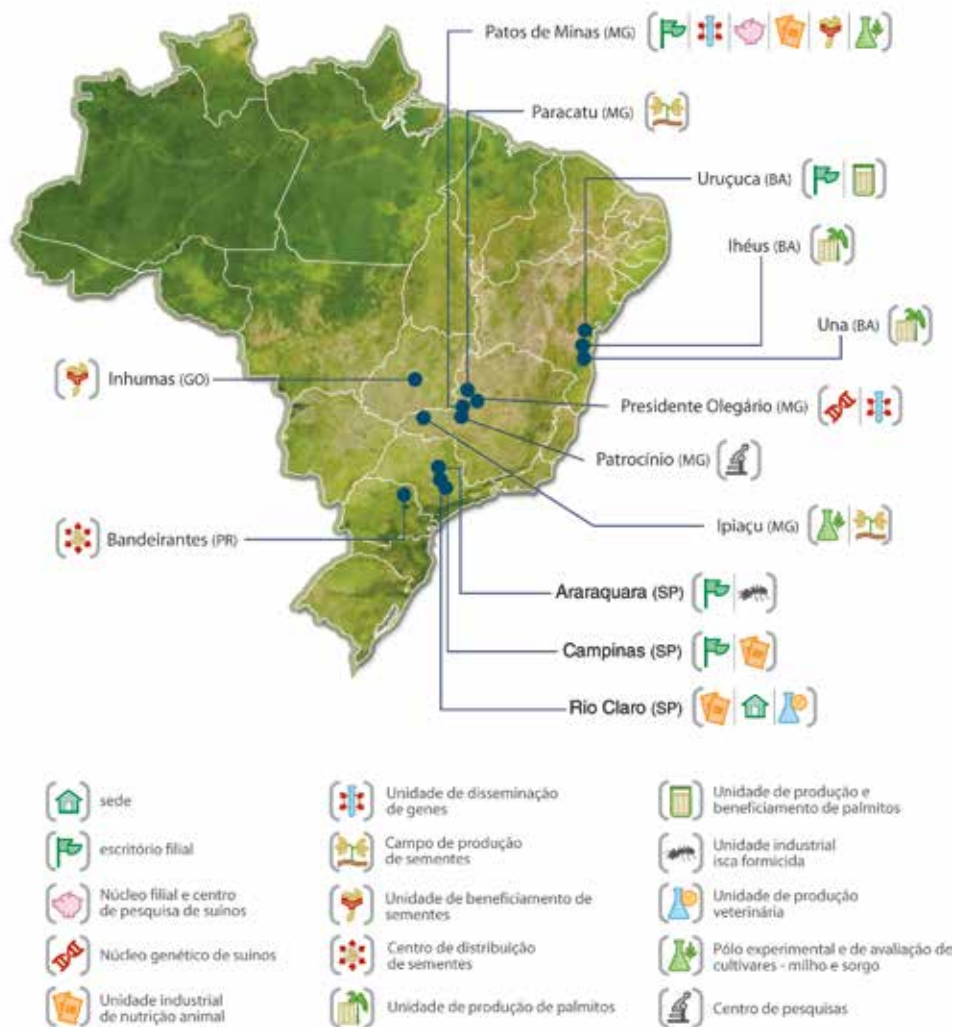 Patos de Minas (MG)
Paracatu (MG)
Uruçuca (BA)
Ihéus (BA)
Una (BA)
Inhumas (GO)
Presidente Olegário (MG)
Patrocínio (MG)
Ipiaçu (MG)
Bandeirantes (PR)
Araraquara (SP)
Campinas (SP)
Rio Claro (SP)
sede
escritório filial
Núcleo filial e centro
de pesquisa de suínos
Núcleo genético de suínos
Unidade industrial
de nutrição animal
Unidade de disseminação
de genes
Campo de produção
de sementes
Unidade de beneficiamento de
sementes
Centro de distribuição
de sementes
Unidade de produção de palmitos
Unidade de produção e
beneficiamento de palmitos
Unidade industrial
isca formicida
Unidade de produção
veterinária
Pólo experimental e de avaliação de
cultivares - milho e sorgo
Centro de pesquisas